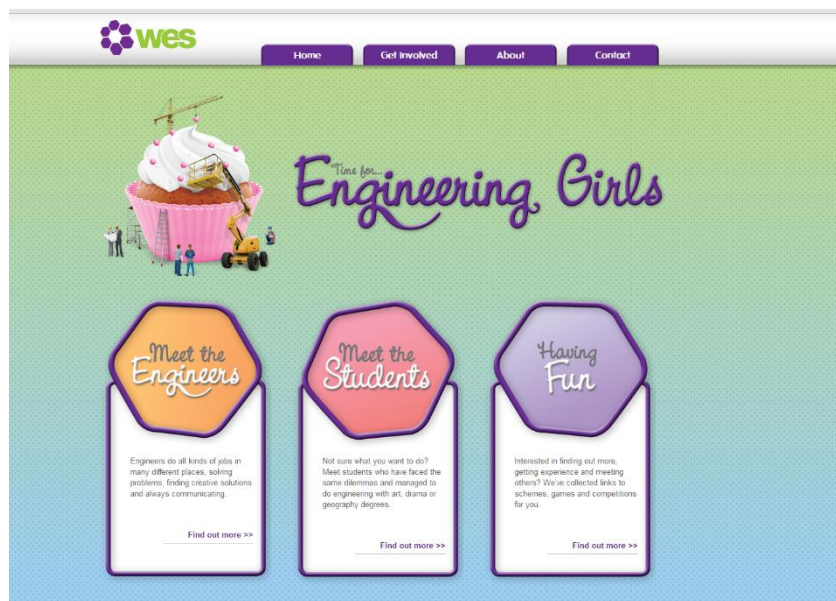 wes
Home Get Involved About Contact
Time for...
Engineering Girls
Meet the
Engineers
Engineers do all kinds of jobs in
many different places, solving
problems, finding creative solutions
and always communicating.
Find out more >>
Meet the
Students
Not sure what you want to do?
Meet students who have faced the
same dilemmas and managed to
do engineering with art, drama or
geography degrees.
Find out more >>
Having
Fun
Interested in finding out more,
getting experience and meeting
others? We've collected links to
schemes, games and competitions
for you.
Find out more >>